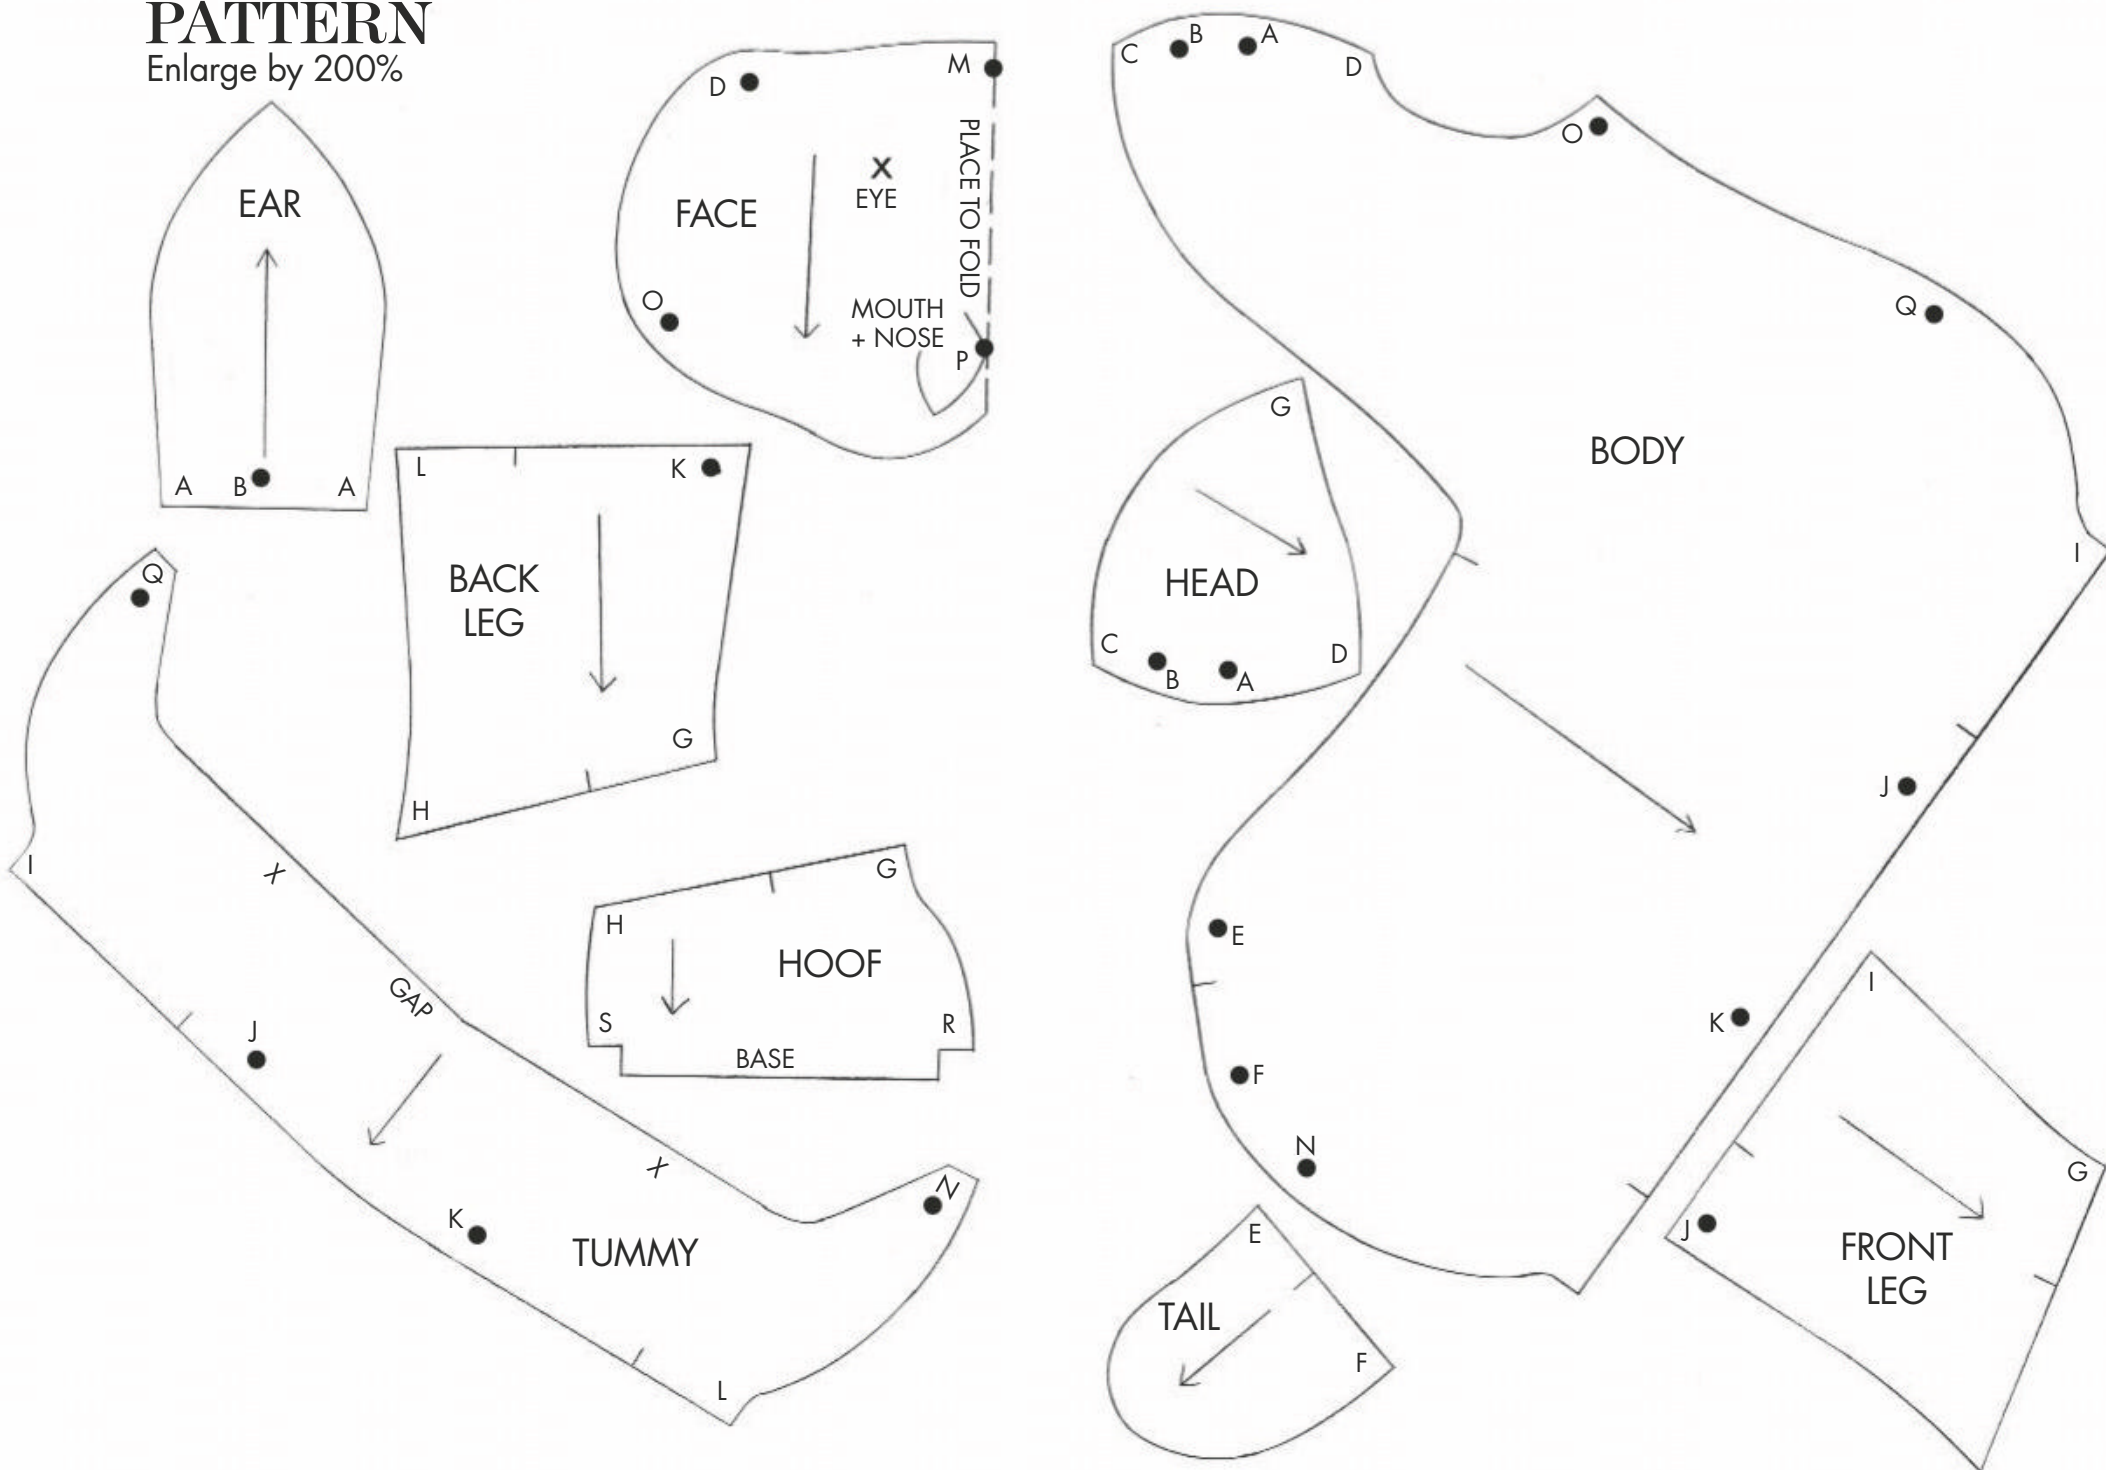 PATTERN
Enlarge by 200%
EAR
A
B
A
D
M
FACE
X
EYE
PLACE TO FOLD
O
MOUTH
+ NOSE
P
L
K
BACK
LEG
G
H
Q
I
X
GAP
J
X
K
N
TUMMY
L
H
G
HOOF
S
R
BASE
C
B
A
D
O
Q
BODY
I
J
K
E
F
N
G
HEAD
C
B
A
D
E
TAIL
F
I
G
J
FRONT
LEG